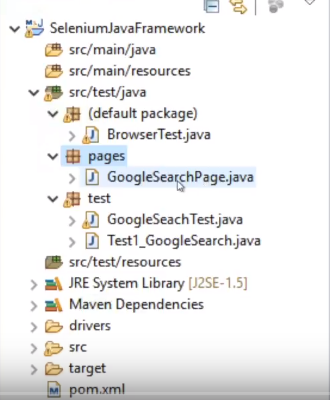 SeleniumJavaFramework
src/main/java
src/main/resources
src/test/java
(default package)
BrowserTest.java
pages
GoogleSearchPage.java
test
GoogleSeachTest.java
Test1_GoogleSearch.java
src/test/resources
JRE System Library [J2SE-1.5]
Maven Dependencies
drivers
src
target
pom.xml